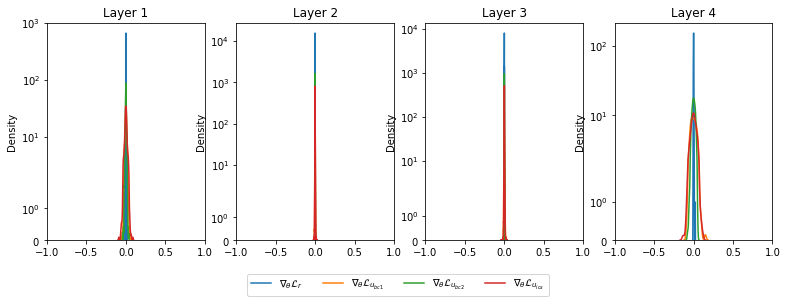 Layer 1 Layer 2 Layer 3 Layer 4
10³ 10² 10¹ 10⁰ 0
10⁴ 10³ 10² 10¹ 10⁰ 0
10⁴ 10³ 10² 10¹ 10⁰ 0
10² 10¹ 10⁰ 0
Density Density Density Density
−1.0 −0.5 0.0 0.5 1.0 −1.0 −0.5 0.0 0.5 1.0 −1.0 −0.5 0.0 0.5 1.0 −1.0 −0.5 0.0 0.5 1.0
∇θℒr ∇θℒubc1 ∇θℒubc2 ∇θℒuics